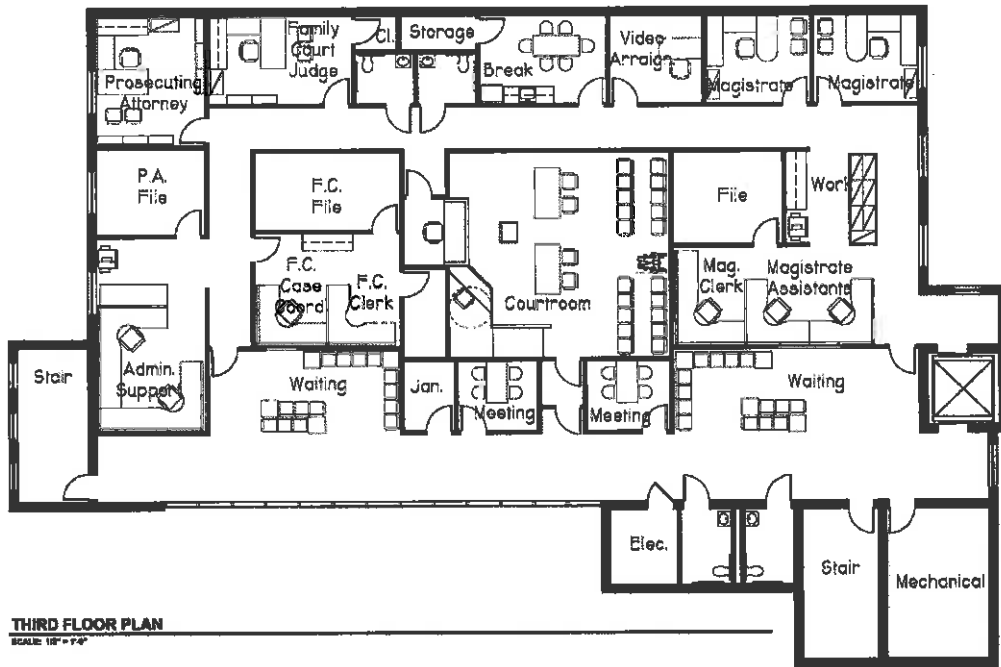 Prosecuting
Attorney
Family
Court
Judge
Cl.
Storage
Break
Video
Arraign
Magistrate
Magistrate
P.A.
File
F.C.
File
File
Work
F.C.
Case
Coord.
F.C.
Clerk
Courtroom
Mag.
Clerk
Magistrate
Assistants
Stair
Admin.
Support
Waiting
Jan.
Meeting
Meeting
Waiting
Elec.
Stair
Mechanical
THIRD FLOOR PLAN